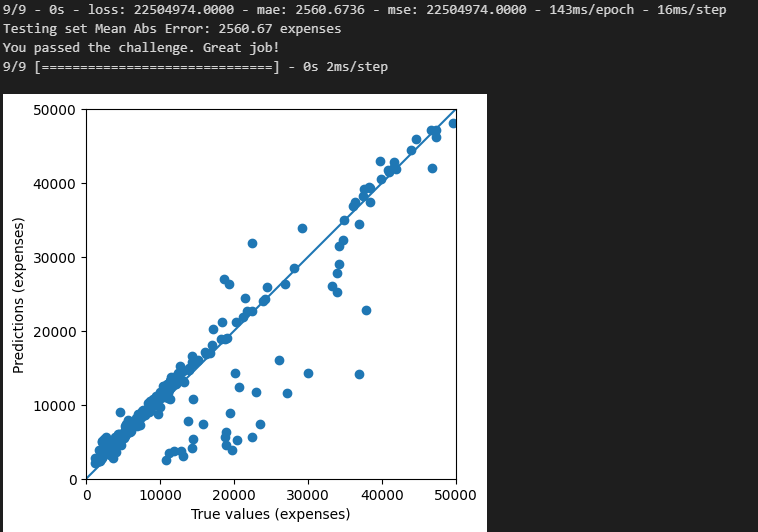 9/9 - 0s - loss: 22504974.0000 - mae: 2560.6736 - mse: 22504974.0000 - 143ms/epoch - 16ms/step
Testing set Mean Abs Error: 2560.67 expenses
You passed the challenge. Great job!
9/9 [==============================] - 0s 2ms/step
50000
40000
30000
20000
10000
0
Predictions (expenses)
0 10000 20000 30000 40000 50000
True values (expenses)